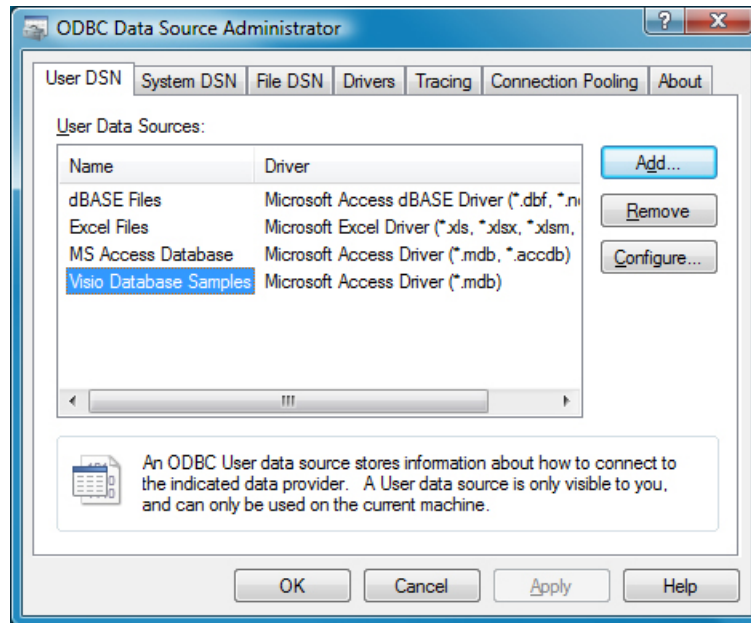 ODBC Data Source Administrator
User DSN System DSN File DSN Drivers Tracing Connection Pooling About
User Data Sources:
Name Driver Add...
dBASE Files Microsoft Access dBASE Driver (*.dbf, *.n
Excel Files Microsoft Excel Driver (*.xls, *.xlsx, *.xlsm, Remove
MS Access Database Microsoft Access Driver (*.mdb, *.accdb) Configure...
Visio Database Samples Microsoft Access Driver (*.mdb)
An ODBC User data source stores information about how to connect to
the indicated data provider. A User data source is only visible to you,
and can only be used on the current machine.
OK Cancel Apply Help